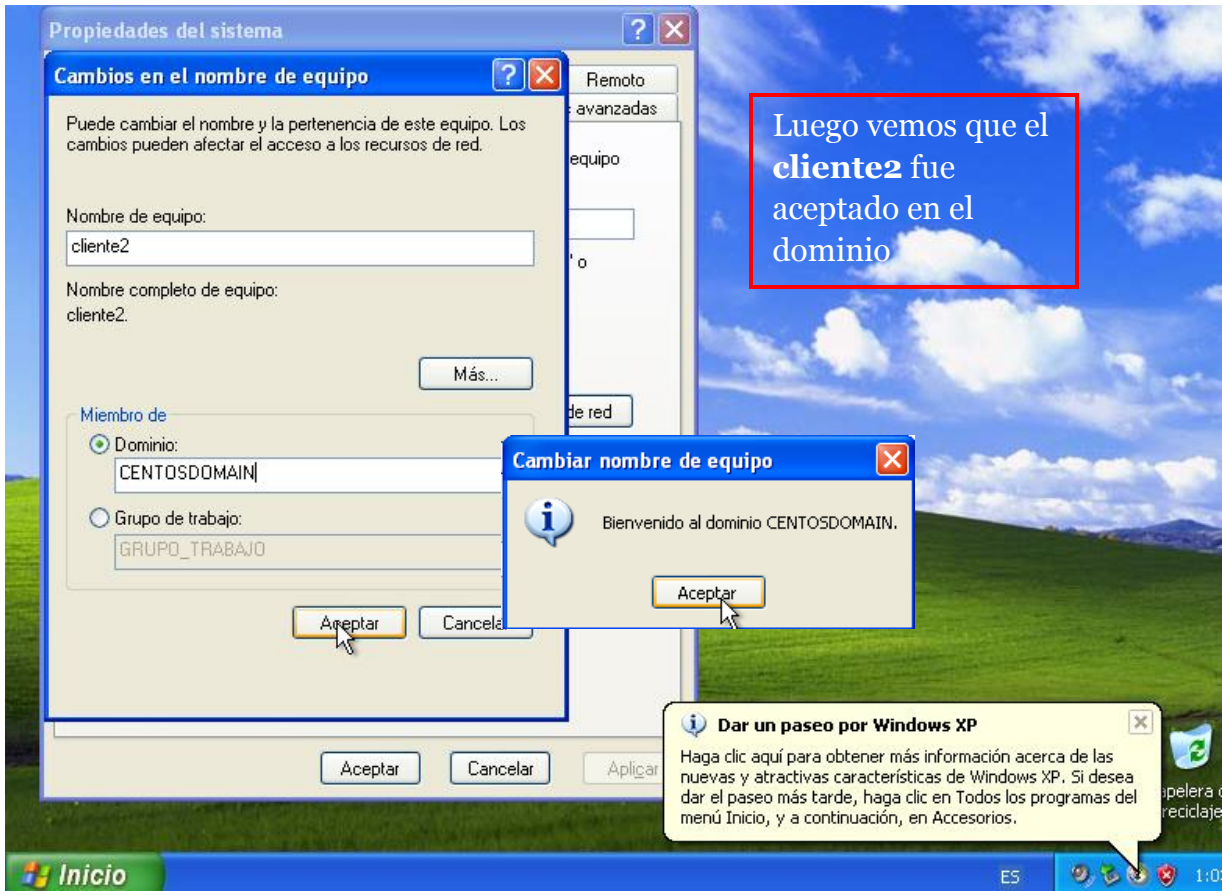 Propiedades del sistema
Cambios en el nombre de equipo
Remoto
avanzadas
Puede cambiar el nombre y la pertenencia de este equipo. Los
cambios pueden afectar el acceso a los recursos de red.
equipo
Nombre de equipo:
cliente2
' o
Nombre completo de equipo:
cliente2.
Más...
de red
Miembro de
Dominio:
CENTOSDOMAIN
Grupo de trabajo:
GRUPO_TRABAJO
Aceptar
Cancela
Luego vemos que el
cliente2 fue
aceptado en el
dominio
Cambiar nombre de equipo
Bienvenido al dominio CENTOSDOMAIN.
Aceptar
Aceptar
Cancelar
Aplicar
Dar un paseo por Windows XP
Haga clic aquí para obtener más información acerca de las
nuevas y atractivas características de Windows XP. Si desea
dar el paseo más tarde, haga clic en Todos los programas del
menú Inicio, y a continuación, en Accesorios.
apelera d
reciclaje
Inicio
ES
1:0